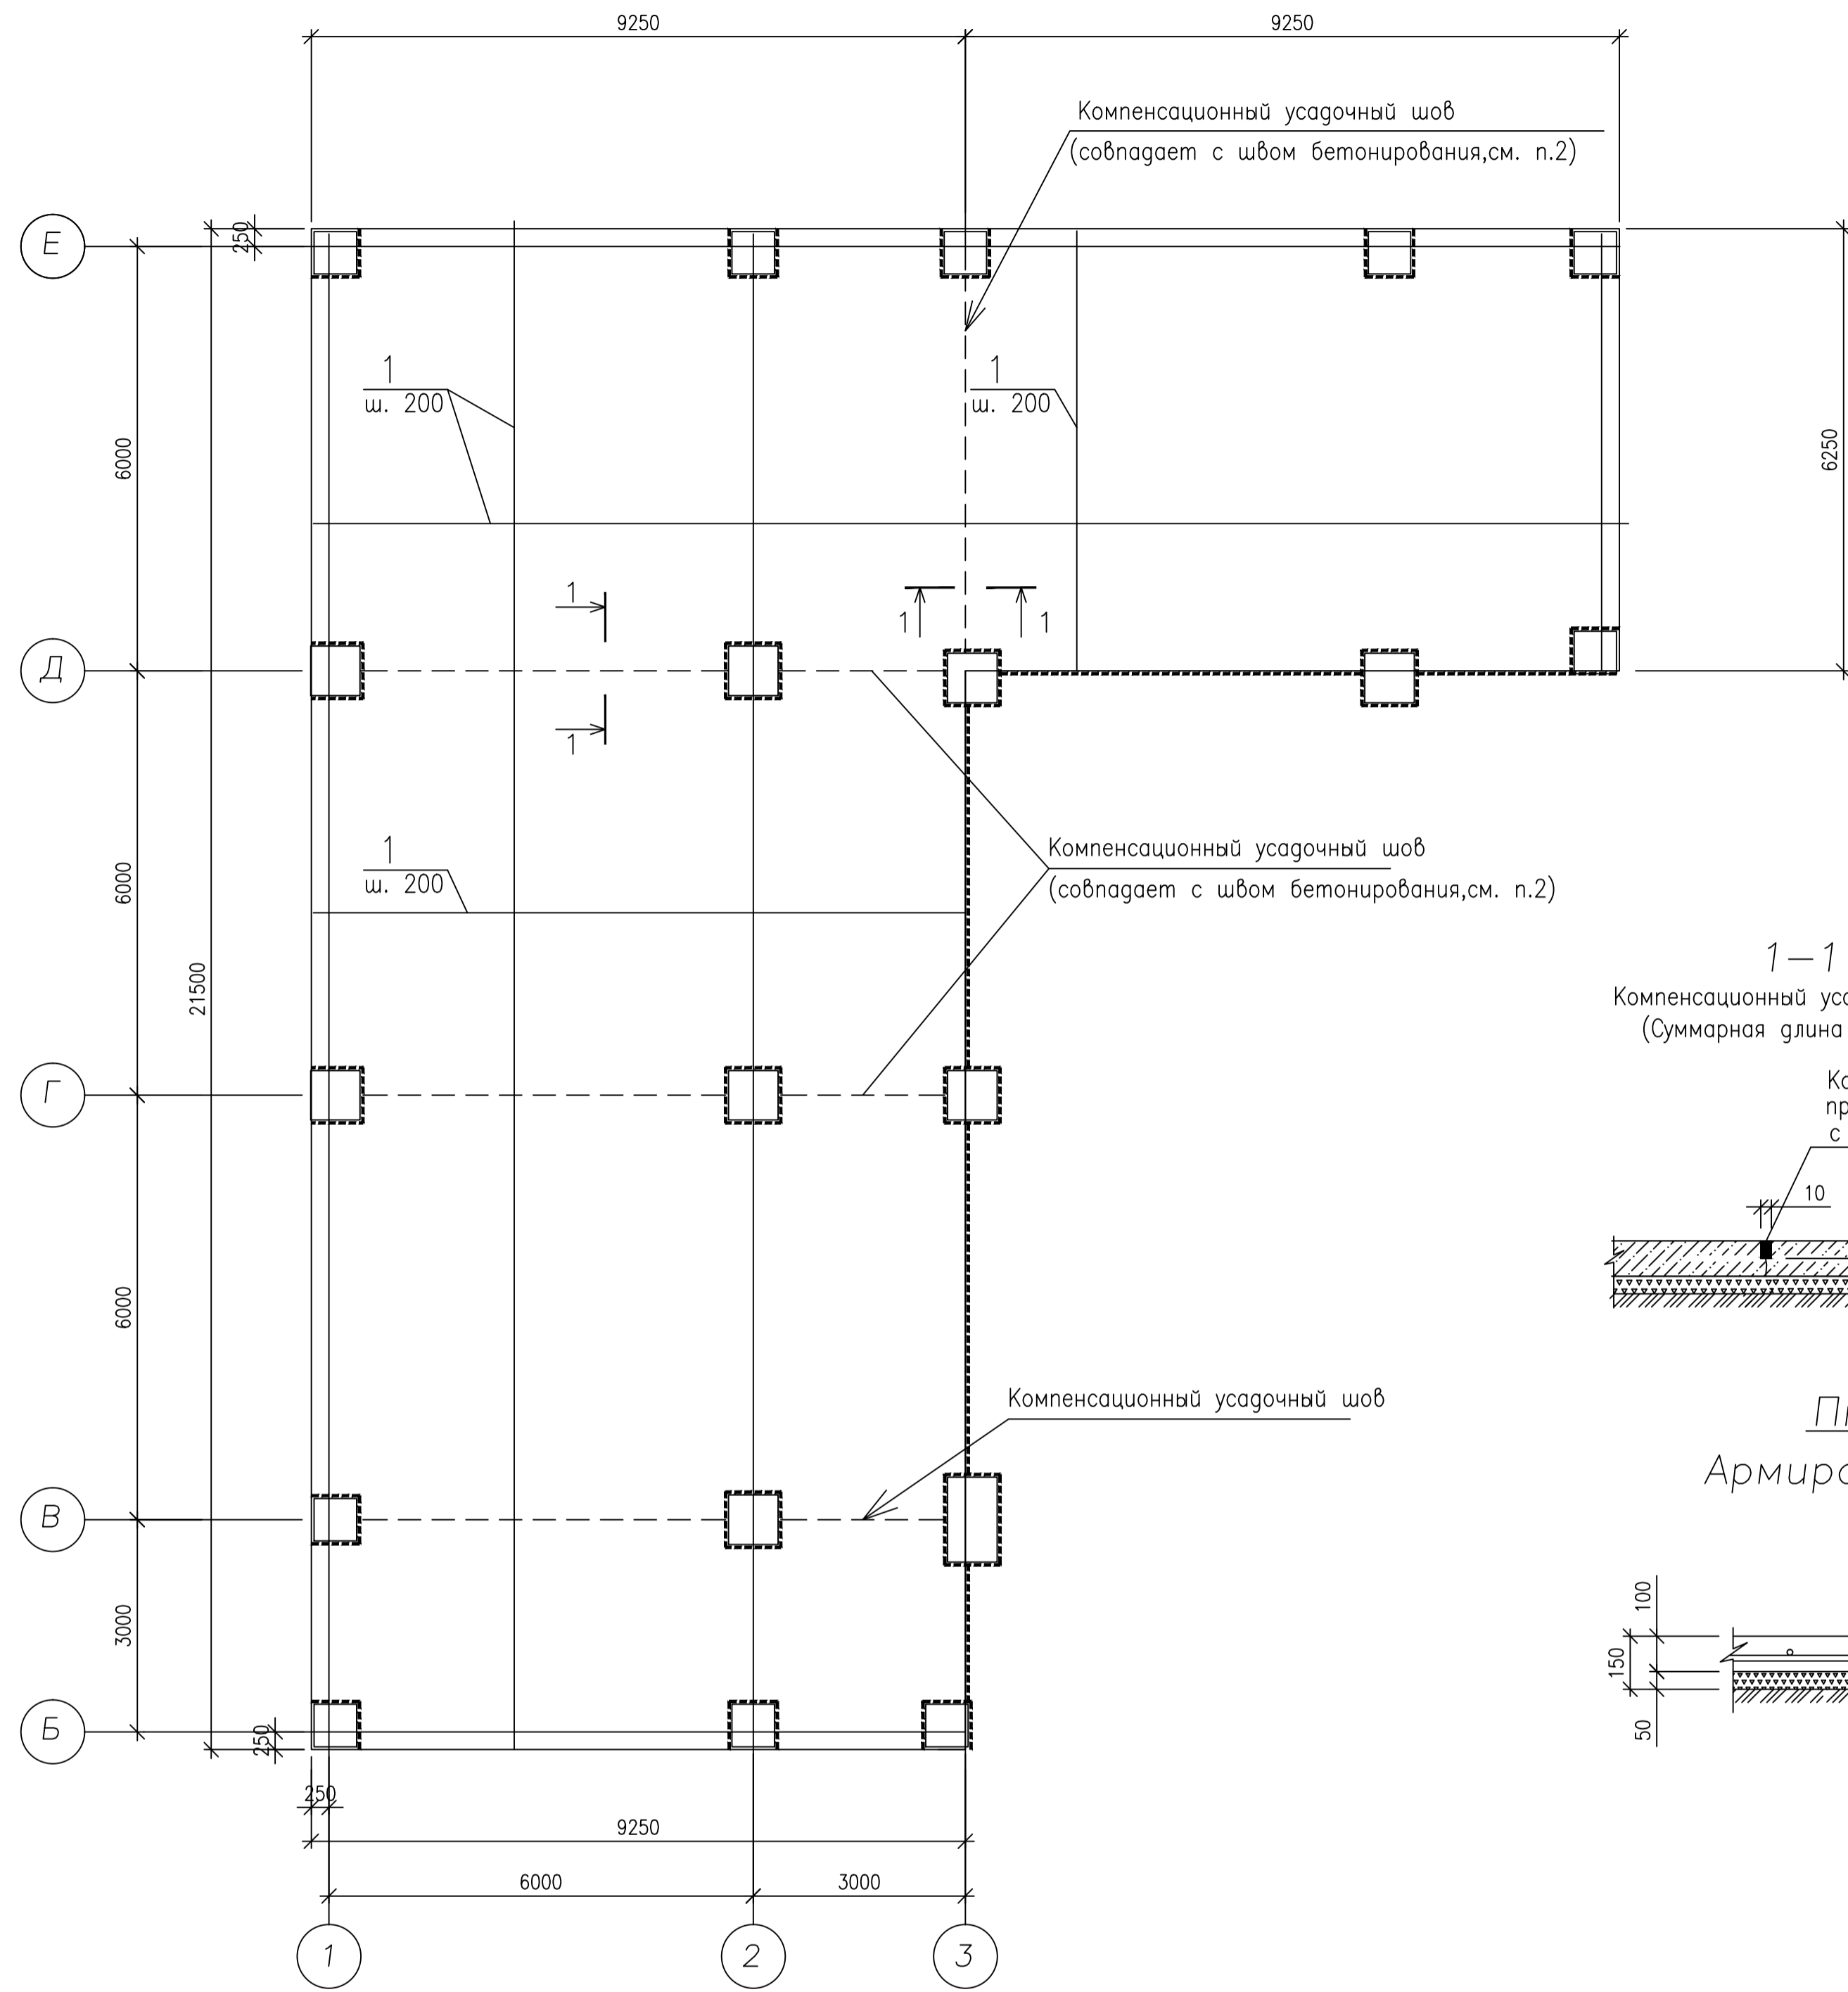 9250
9250
Компенсационный усадочный шов
(совпадает с швом бетонирования,см. п.2)
Е
250
1
ш. 200
1
ш. 200
6000
6250
1
1
1
Д
1
6000
Компенсационный усадочный шов
(совпадает с швом бетонирования,см. п.2)
1
ш. 200
21500
1-1
Компенсационный
(Суммарная длина
Г
с
10
6000
Компенсационный усадочный шов
В
3000
100
150
50
Б
250
250
9250
6000
3000
1
2
3